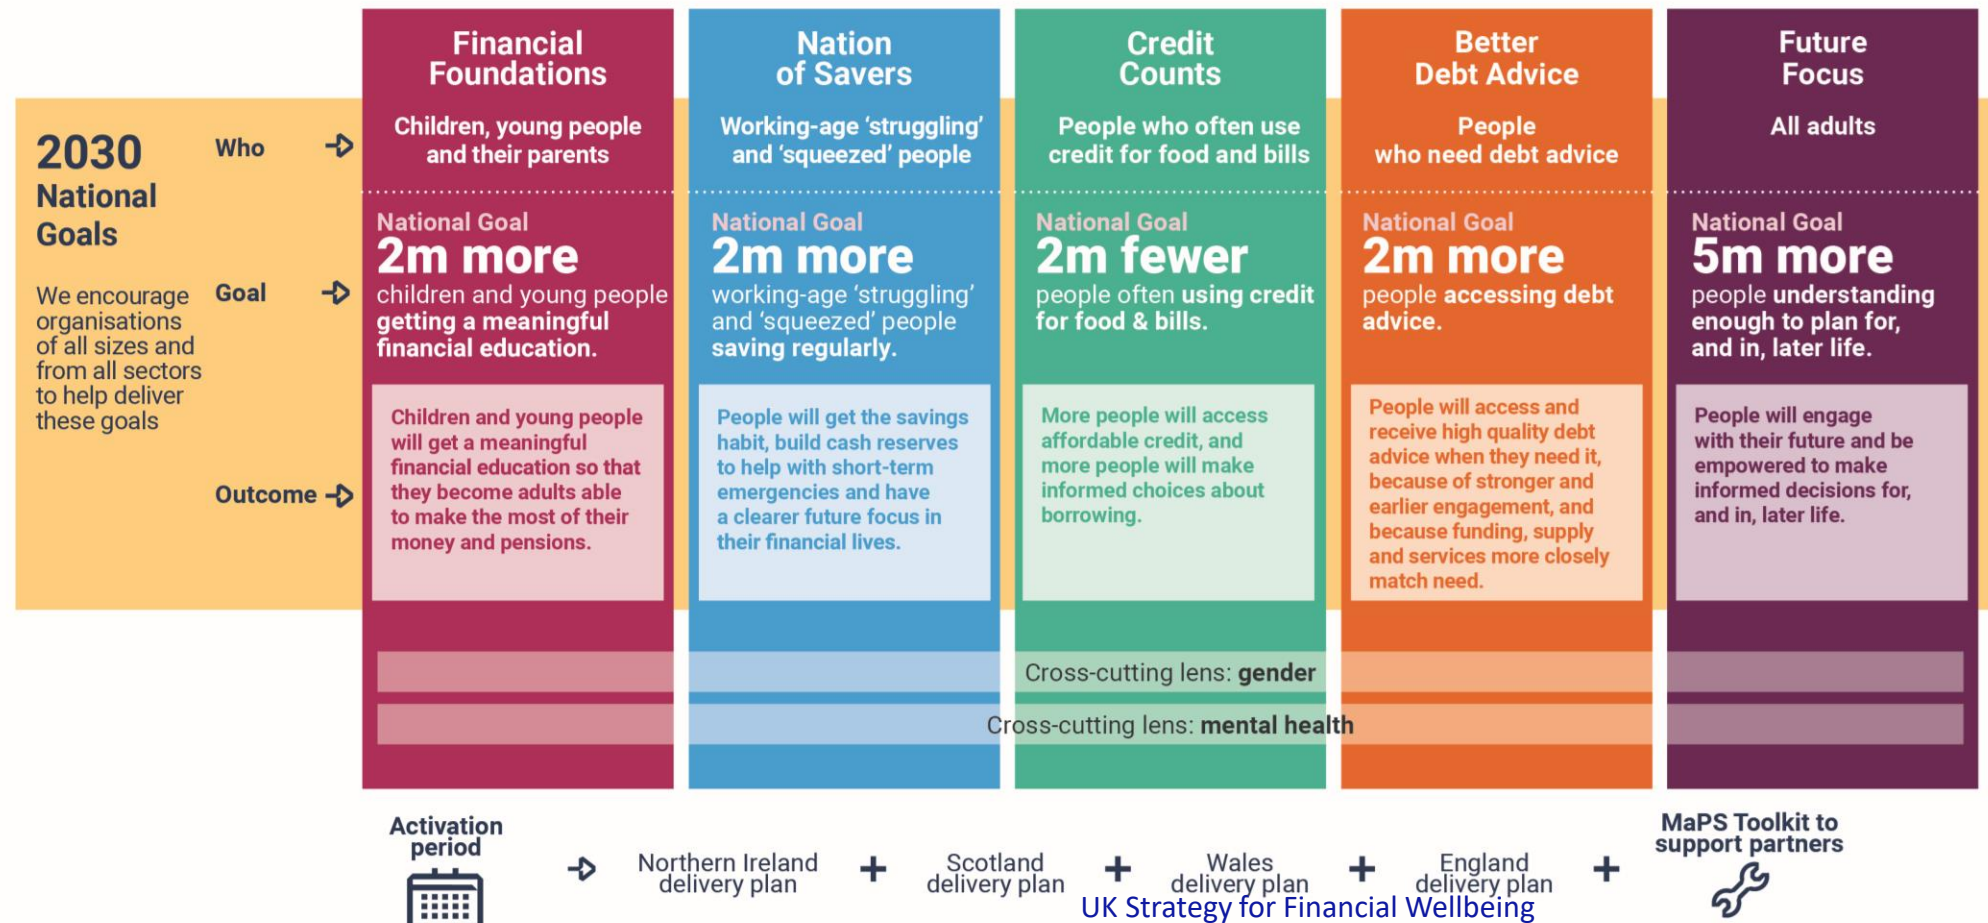 2030
National
Goals
We encourage
organisations
of all sizes and
from all sectors
to help deliver
these goals
Who
Goal
Outcome
Financial
Foundations
Children, young people
and their parents
National Goal
2m more
children and young people
getting a meaningful
financial education.
Children and young people
will get a meaningful
financial education so that
they become adults able
to make the most of their
money and pensions.
Nation
of Savers
Working-age ‘struggling’
and ‘squeezed’ people
National Goal
2m more
working-age ‘struggling’
and ‘squeezed’ people
saving regularly.
People will get the savings
habit, build cash reserves
to help with short-term
emergencies and have
a clearer future focus in
their financial lives.
Credit
Counts
People who often use
credit for food and bills
National Goal
2m fewer
people often using credit
for food & bills.
More people will access
affordable credit, and
more people will make
informed choices about
borrowing.
Better
Debt Advice
People
who need debt advice
National Goal
2m more
people accessing debt
advice.
People will access and
receive high quality debt
advice when they need it,
because of stronger and
earlier engagement, and
because funding, supply
and services more closely
match need.
Future
Focus
All adults
National Goal
5m more
people understanding
enough to plan for,
and in, later life.
People will engage
with their future and be
empowered to make
informed decisions for,
and in, later life.
Cross-cutting lens: gender
Cross-cutting lens: mental health
Activation
period
Northern Ireland
delivery plan
+
Scotland
delivery plan
+
Wales
delivery plan
+
England
delivery plan
+
MaPS Toolkit to
support partners
UK Strategy for Financial Wellbeing